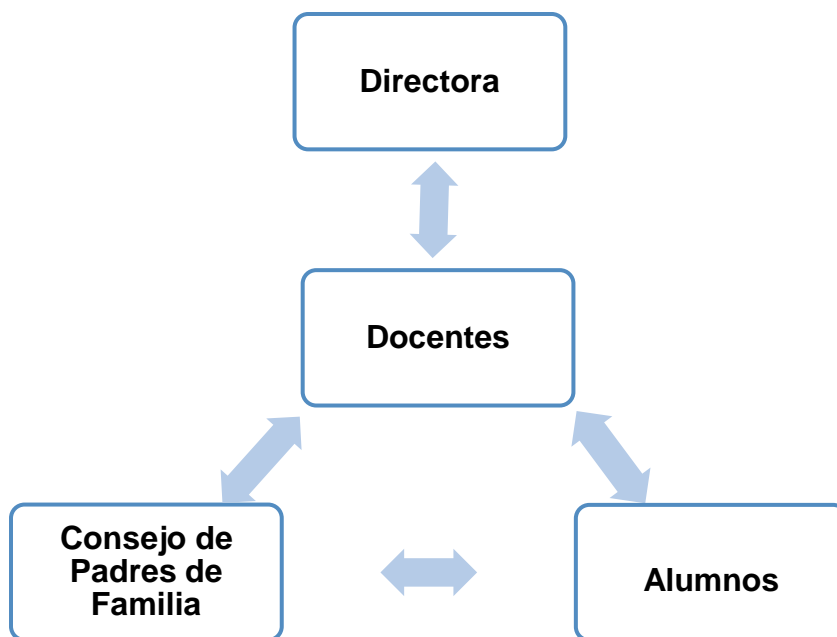 Directora
Docentes
Consejo de
Padres de
Familia
Alumnos